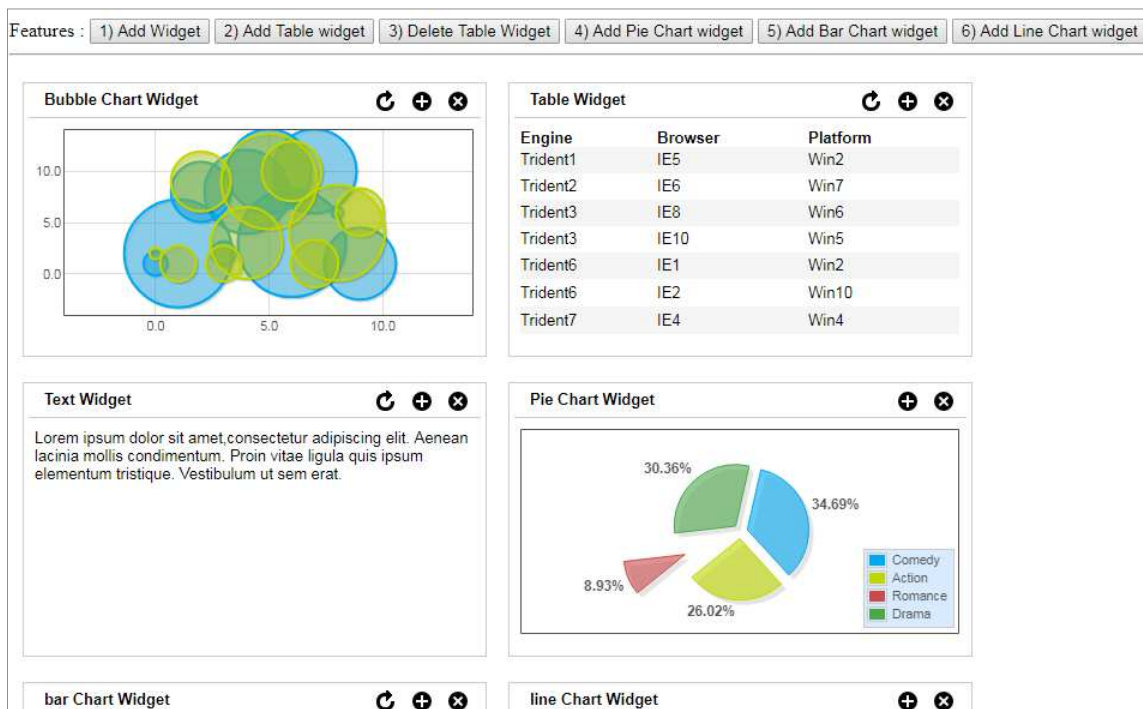 Features : 1) Add Widget 2) Add Table widget 3) Delete Table Widget 4) Add Pie Chart widget 5) Add Bar Chart widget 6) Add Line Chart widget
Bubble Chart Widget
10.0
5.0
0.0
0.0 5.0 10.0
Table Widget
Engine Browser Platform
Trident1 IE5 Win2
Trident2 IE6 Win7
Trident3 IE8 Win6
Trident3 IE10 Win5
Trident6 IE1 Win2
Trident6 IE2 Win10
Trident7 IE4 Win4
Text Widget
Lorem ipsum dolor sit amet,consectetur adipiscing elit. Aenean
lacinia mollis condimentum. Proin vitae ligula quis ipsum
elementum tristique. Vestibulum ut sem erat.
Pie Chart Widget
30.36%
34.69%
8.93%
26.02%
Comedy
Action
Romance
Drama
bar Chart Widget
line Chart Widget